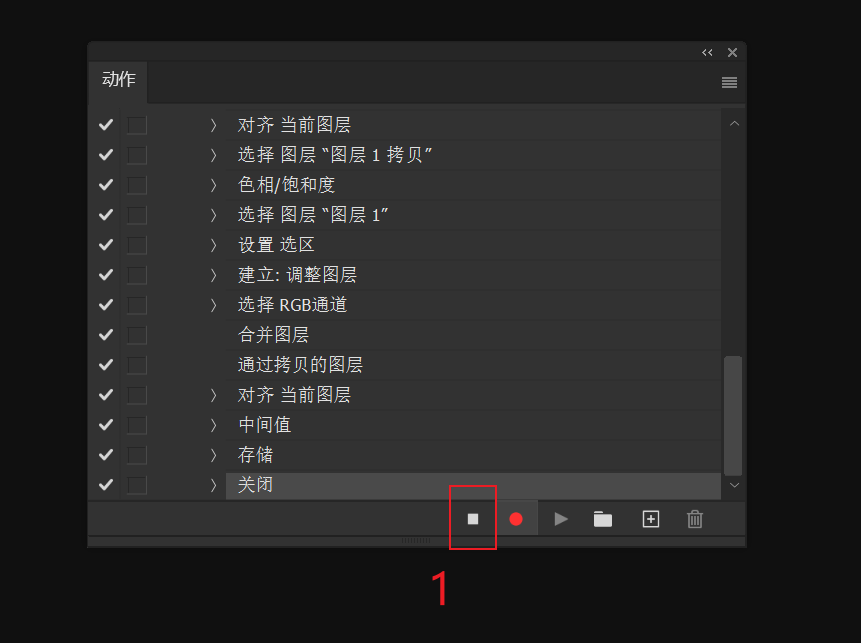 动作
对齐 当前图层
选择 图层 “图层 1 拷贝”
色相/饱和度
选择 图层 “图层 1”
设置 选区
建立: 调整图层
选择 RGB通道
合并图层
通过拷贝的图层
对齐 当前图层
中间值
存储
关闭
1